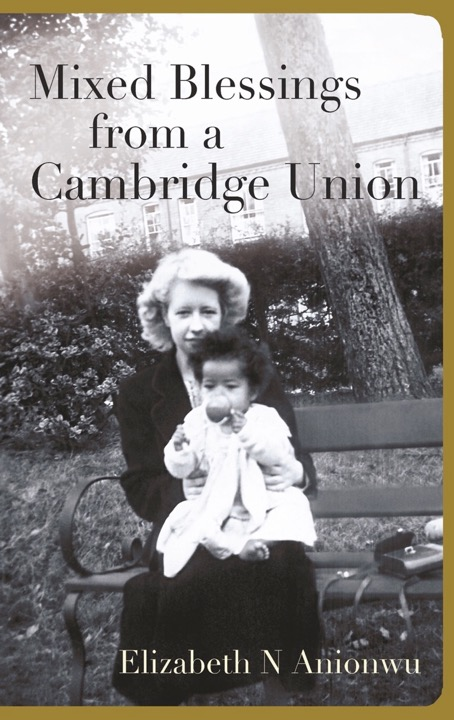 Mixed Blessings
from a
Cambridge Union
Elizabeth N Anionwu